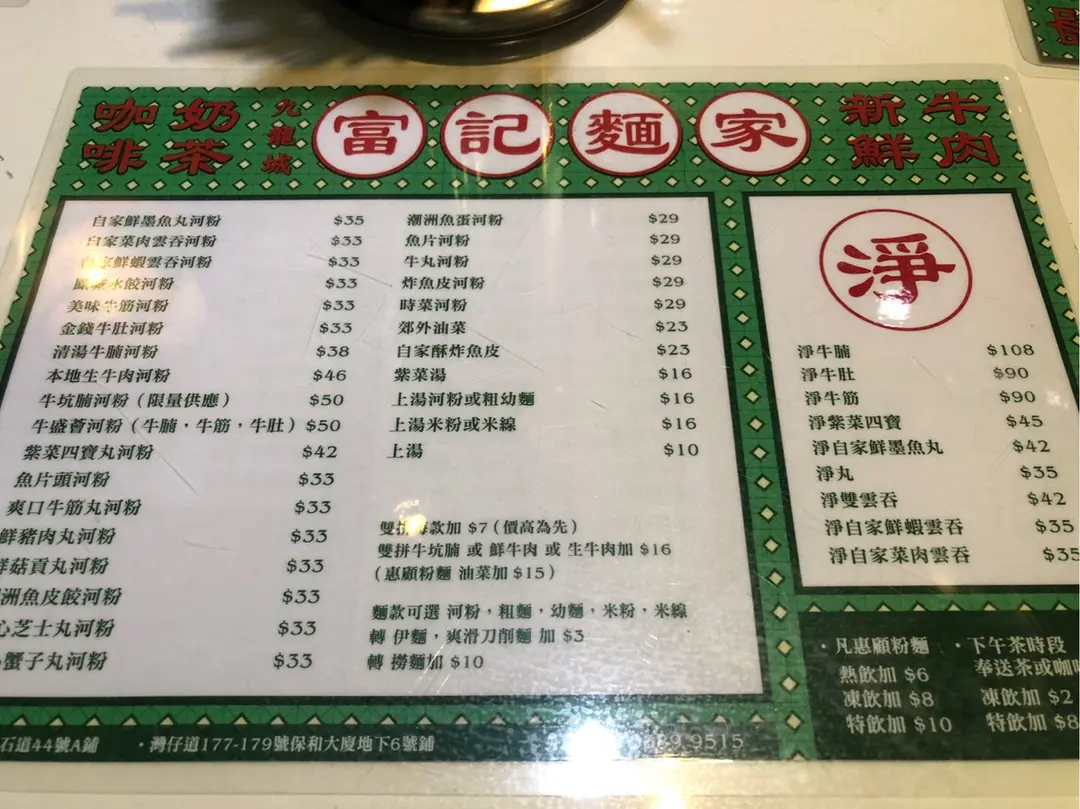 咖啡 奶茶 九龍城 富記麵家 新鮮 牛肉
自家鮮墨魚丸河粉 $35
自家菜肉雲吞河粉 $33
自家鮮蝦雲吞河粉 $33
水餃河粉 $33
美味牛筋河粉 $33
金錢牛肚河粉 $33
清湯牛腩河粉 $38
本地生牛肉河粉 $46
牛坑腩河粉（限量供應） $50
牛盛薈河粉（牛腩，牛筋，牛肚） $50
紫菜四寶丸河粉 $42
魚片頭河粉 $33
爽口牛筋丸河粉 $33
鮮豬肉丸河粉 $33
菇貢丸河粉 $33
洲魚皮餃河粉 $33
心芝士丸河粉 $33
蟹子丸河粉 $33
潮洲魚蛋河粉 $29
魚片河粉 $29
牛丸河粉 $29
炸魚皮河粉 $29
時菜河粉 $29
郊外油菜 $23
自家酥炸魚皮 $23
紫菜湯 $16
上湯河粉或粗幼麵 $16
上湯米粉或米線 $16
上湯 $10
雙拼每款加 $7（價高為先）
雙拼牛坑腩 或 鮮牛肉 或 生牛肉加 $16
（惠顧粉麵 油菜加 $15）
麵款可選 河粉，粗麵，幼麵，米粉，米線
轉 伊麵，爽滑刀削麵 加 $3
轉 撈麵加 $10
淨
淨牛腩 $108
淨牛肚 $90
淨牛筋 $90
淨紫菜四寶 $45
淨自家鮮墨魚丸 $42
淨丸 $35
淨雙雲吞 $42
淨自家鮮蝦雲吞 $35
淨自家菜肉雲吞 $35
・凡惠顧粉麵
熱飲加 $6
凍飲加 $8
特飲加 $10
・下午茶時段
奉送茶或咖
凍飲加 $2
特飲加 $8
石道44號A鋪 ・灣仔道177-179號保和大廈地下6號鋪 9515